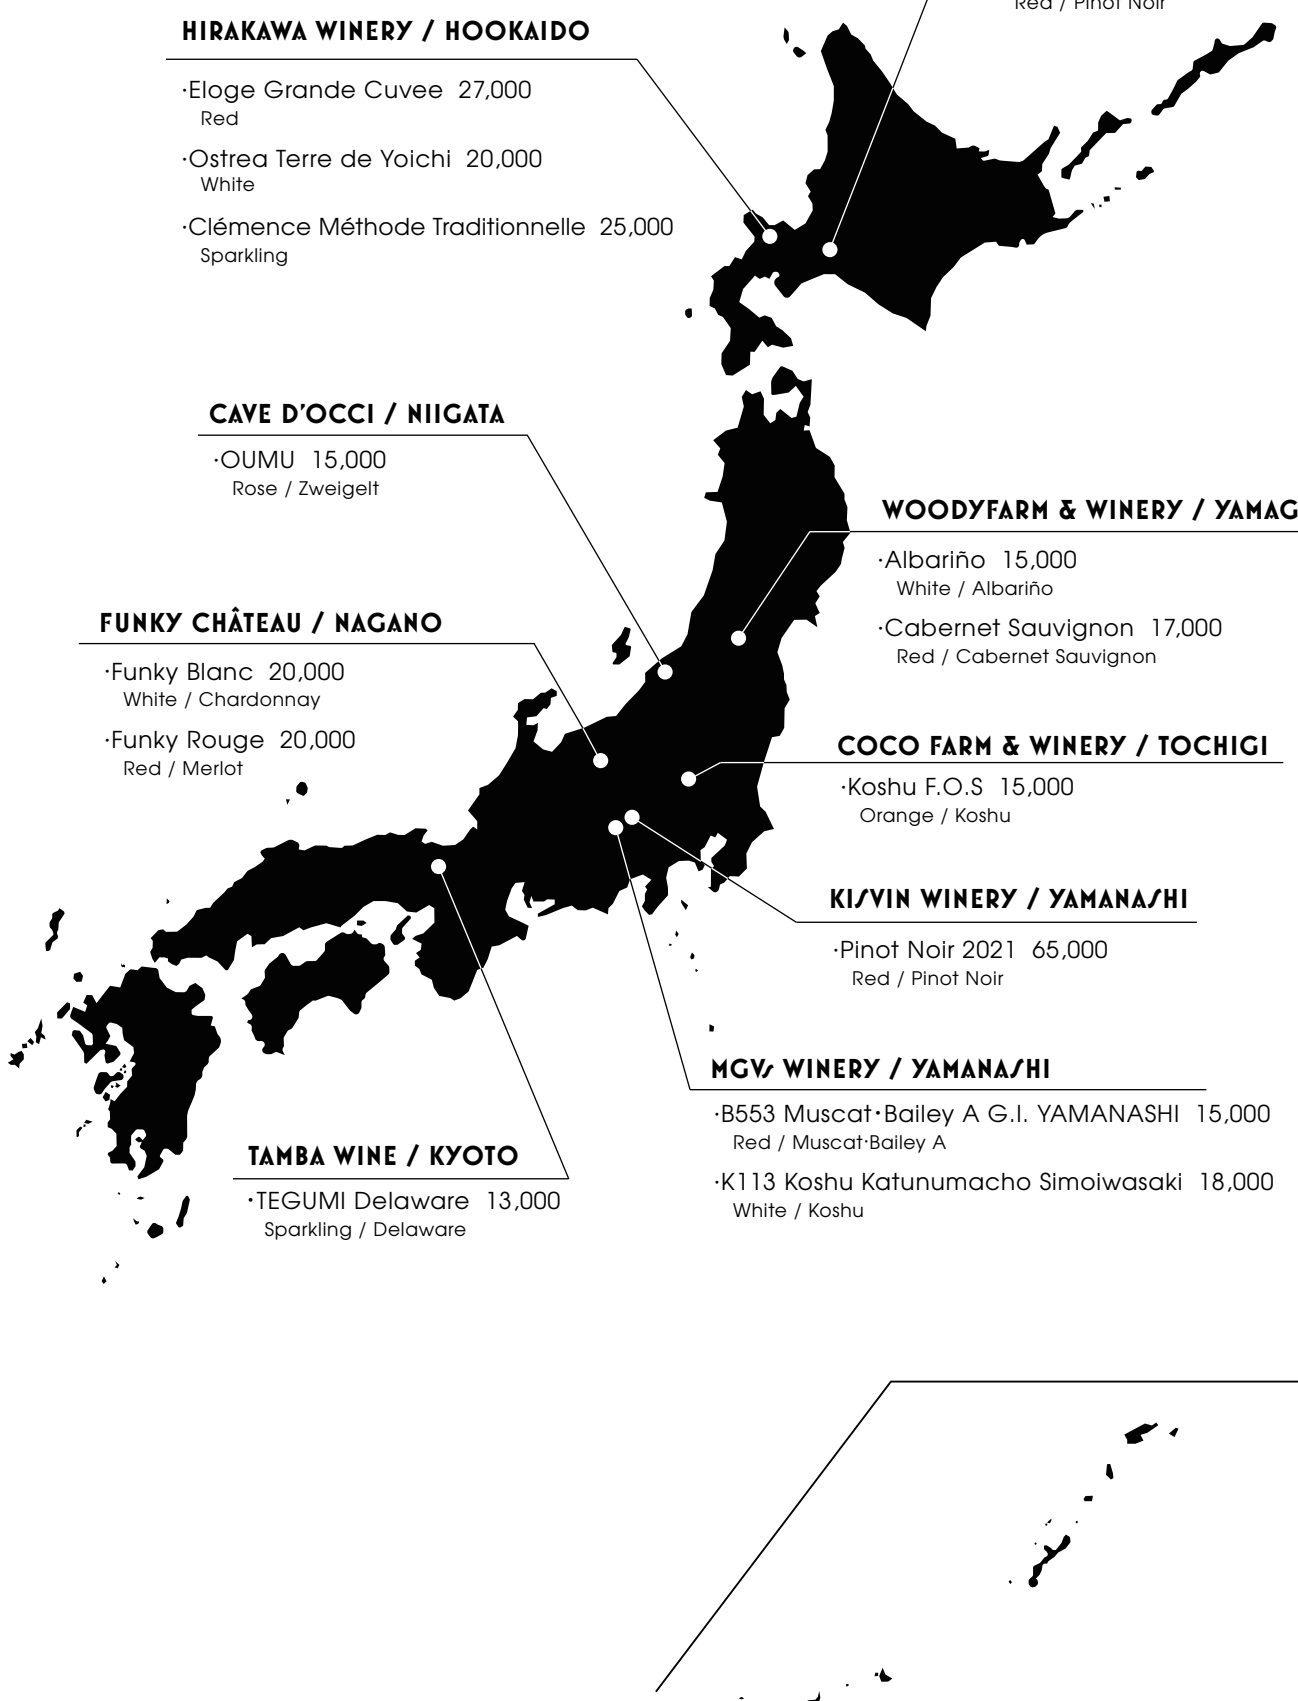 Red / Pinot Noir
HIRAKAWA WINERY / HOOKAIDO
·Eloge Grande Cuvee 27,000
Red
·Ostrea Terre de Yoichi 20,000
White
·Clémence Méthode Traditionnelle 25,000
Sparkling
CAVE D'OCCI / NIIGATA
·OUMU 15,000
Rose / Zweigelt
WOODYFARM & WINERY / YAMAG
·Albariño 15,000
White / Albariño
·Cabernet Sauvignon 17,000
Red / Cabernet Sauvignon
FUNKY CHÂTEAU / NAGANO
·Funky Blanc 20,000
White / Chardonnay
·Funky Rouge 20,000
Red / Merlot
COCO FARM & WINERY / TOCHIGI
·Koshu F.O.S 15,000
Orange / Koshu
KISVIN WINERY / YAMANASHI
·Pinot Noir 2021 65,000
Red / Pinot Noir
MGVs WINERY / YAMANASHI
·B553 Muscat·Bailey A G.I. YAMANASHI 15,000
Red / Muscat·Bailey A
·K113 Koshu Katunumacho Simoiwasaki 18,000
White / Koshu
TAMBA WINE / KYOTO
·TEGUMI Delaware 13,000
Sparkling / Delaware